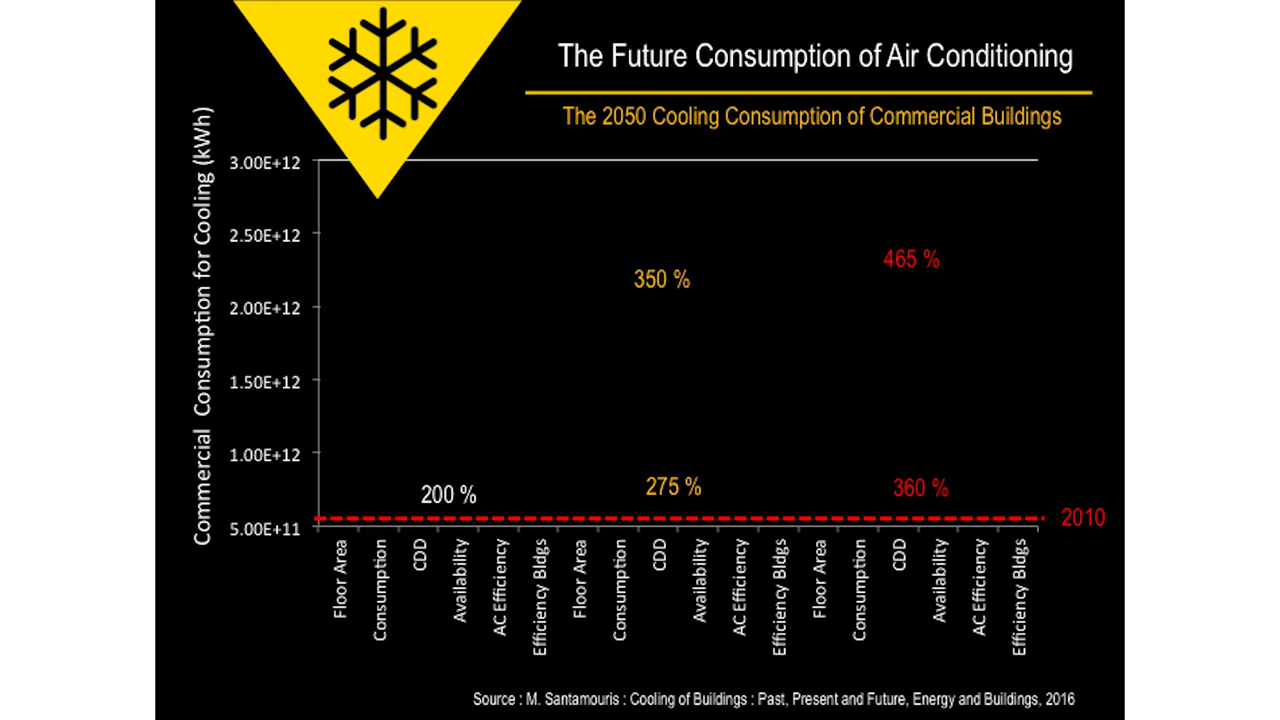 The Future Consumption of Air Conditioning
The 2050 Cooling Consumption of Commercial Buildings
Commercial Consumption for Cooling (kWh)
3.00E+12
2.50E+12
2.00E+12
1.50E+12
1.00E+12
5.00E+11
465 %
350 %
200 %
275 %
360 %
2010
Floor Area
Consumption
CDD
Availability
AC Efficiency
Efficiency Bldgs
Floor Area
Consumption
CDD
Availability
AC Efficiency
Efficiency Bldgs
Floor Area
Consumption
CDD
Availability
AC Efficiency
Efficiency Bldgs
Source : M. Santamouris : Cooling of Buildings : Past, Present and Future, Energy and Buildings, 2016